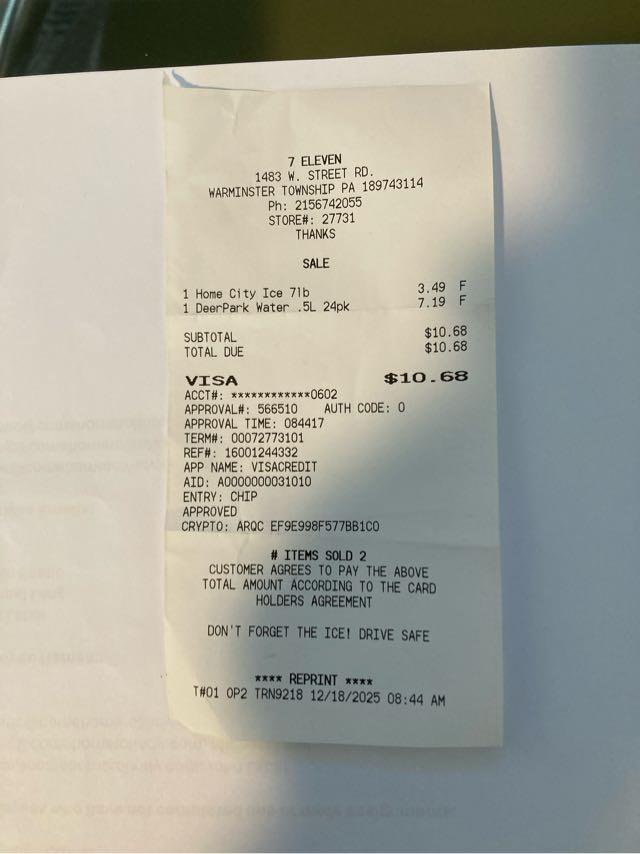 7 ELEVEN
1483 W. STREET RD.
WARMINSTER TOWNSHIP PA 189743114
Ph: 2156742055
STORE#: 27731
THANKS
SALE
1 Home City Ice 7lb 3.49 F
1 DeerPark Water .5L 24pk 7.19 F
SUBTOTAL $10.68
TOTAL DUE $10.68
VISA $10.68
ACCT#: ************0602
APPROVAL#: 566510 AUTH CODE: 0
APPROVAL TIME: 084417
TERM#: 00072773101
REF#: 16001244332
APP NAME: VISACREDIT
AID: A0000000031010
ENTRY: CHIP
APPROVED
CRYPTO: ARQC EF9E998F577BB1C0
# ITEMS SOLD 2
CUSTOMER AGREES TO PAY THE ABOVE
TOTAL AMOUNT ACCORDING TO THE CARD
HOLDERS AGREEMENT
DON'T FORGET THE ICE! DRIVE SAFE
**** REPRINT ****
T#01 OP2 TRN9218 12/18/2025 08:44 AM